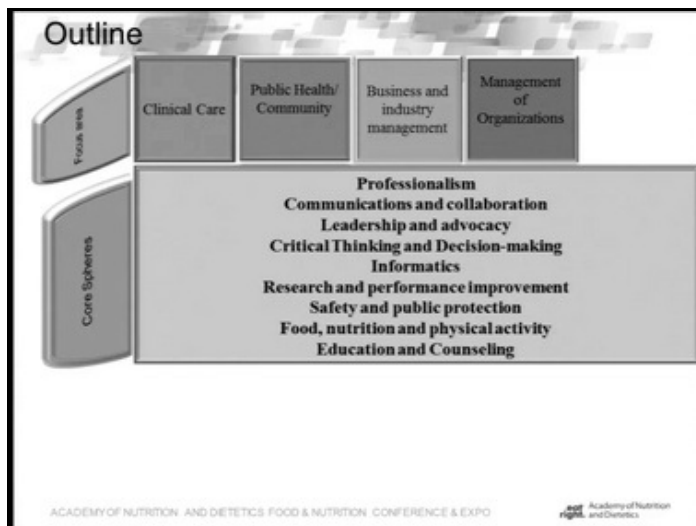 Outline
Focus area
Clinical Care
Public Health/
Community
Business and
industry
management
Management
of
Organizations
Core Spheres
Professionalism
Communications and collaboration
Leadership and advocacy
Critical Thinking and Decision-making
Informatics
Research and performance improvement
Safety and public protection
Food, nutrition and physical activity
Education and Counseling
ACADEMY OF NUTRITION AND DIETETICS FOOD & NUTRITION CONFERENCE & EXPO
eat
right.
Academy of Nutrition
and Dietetics